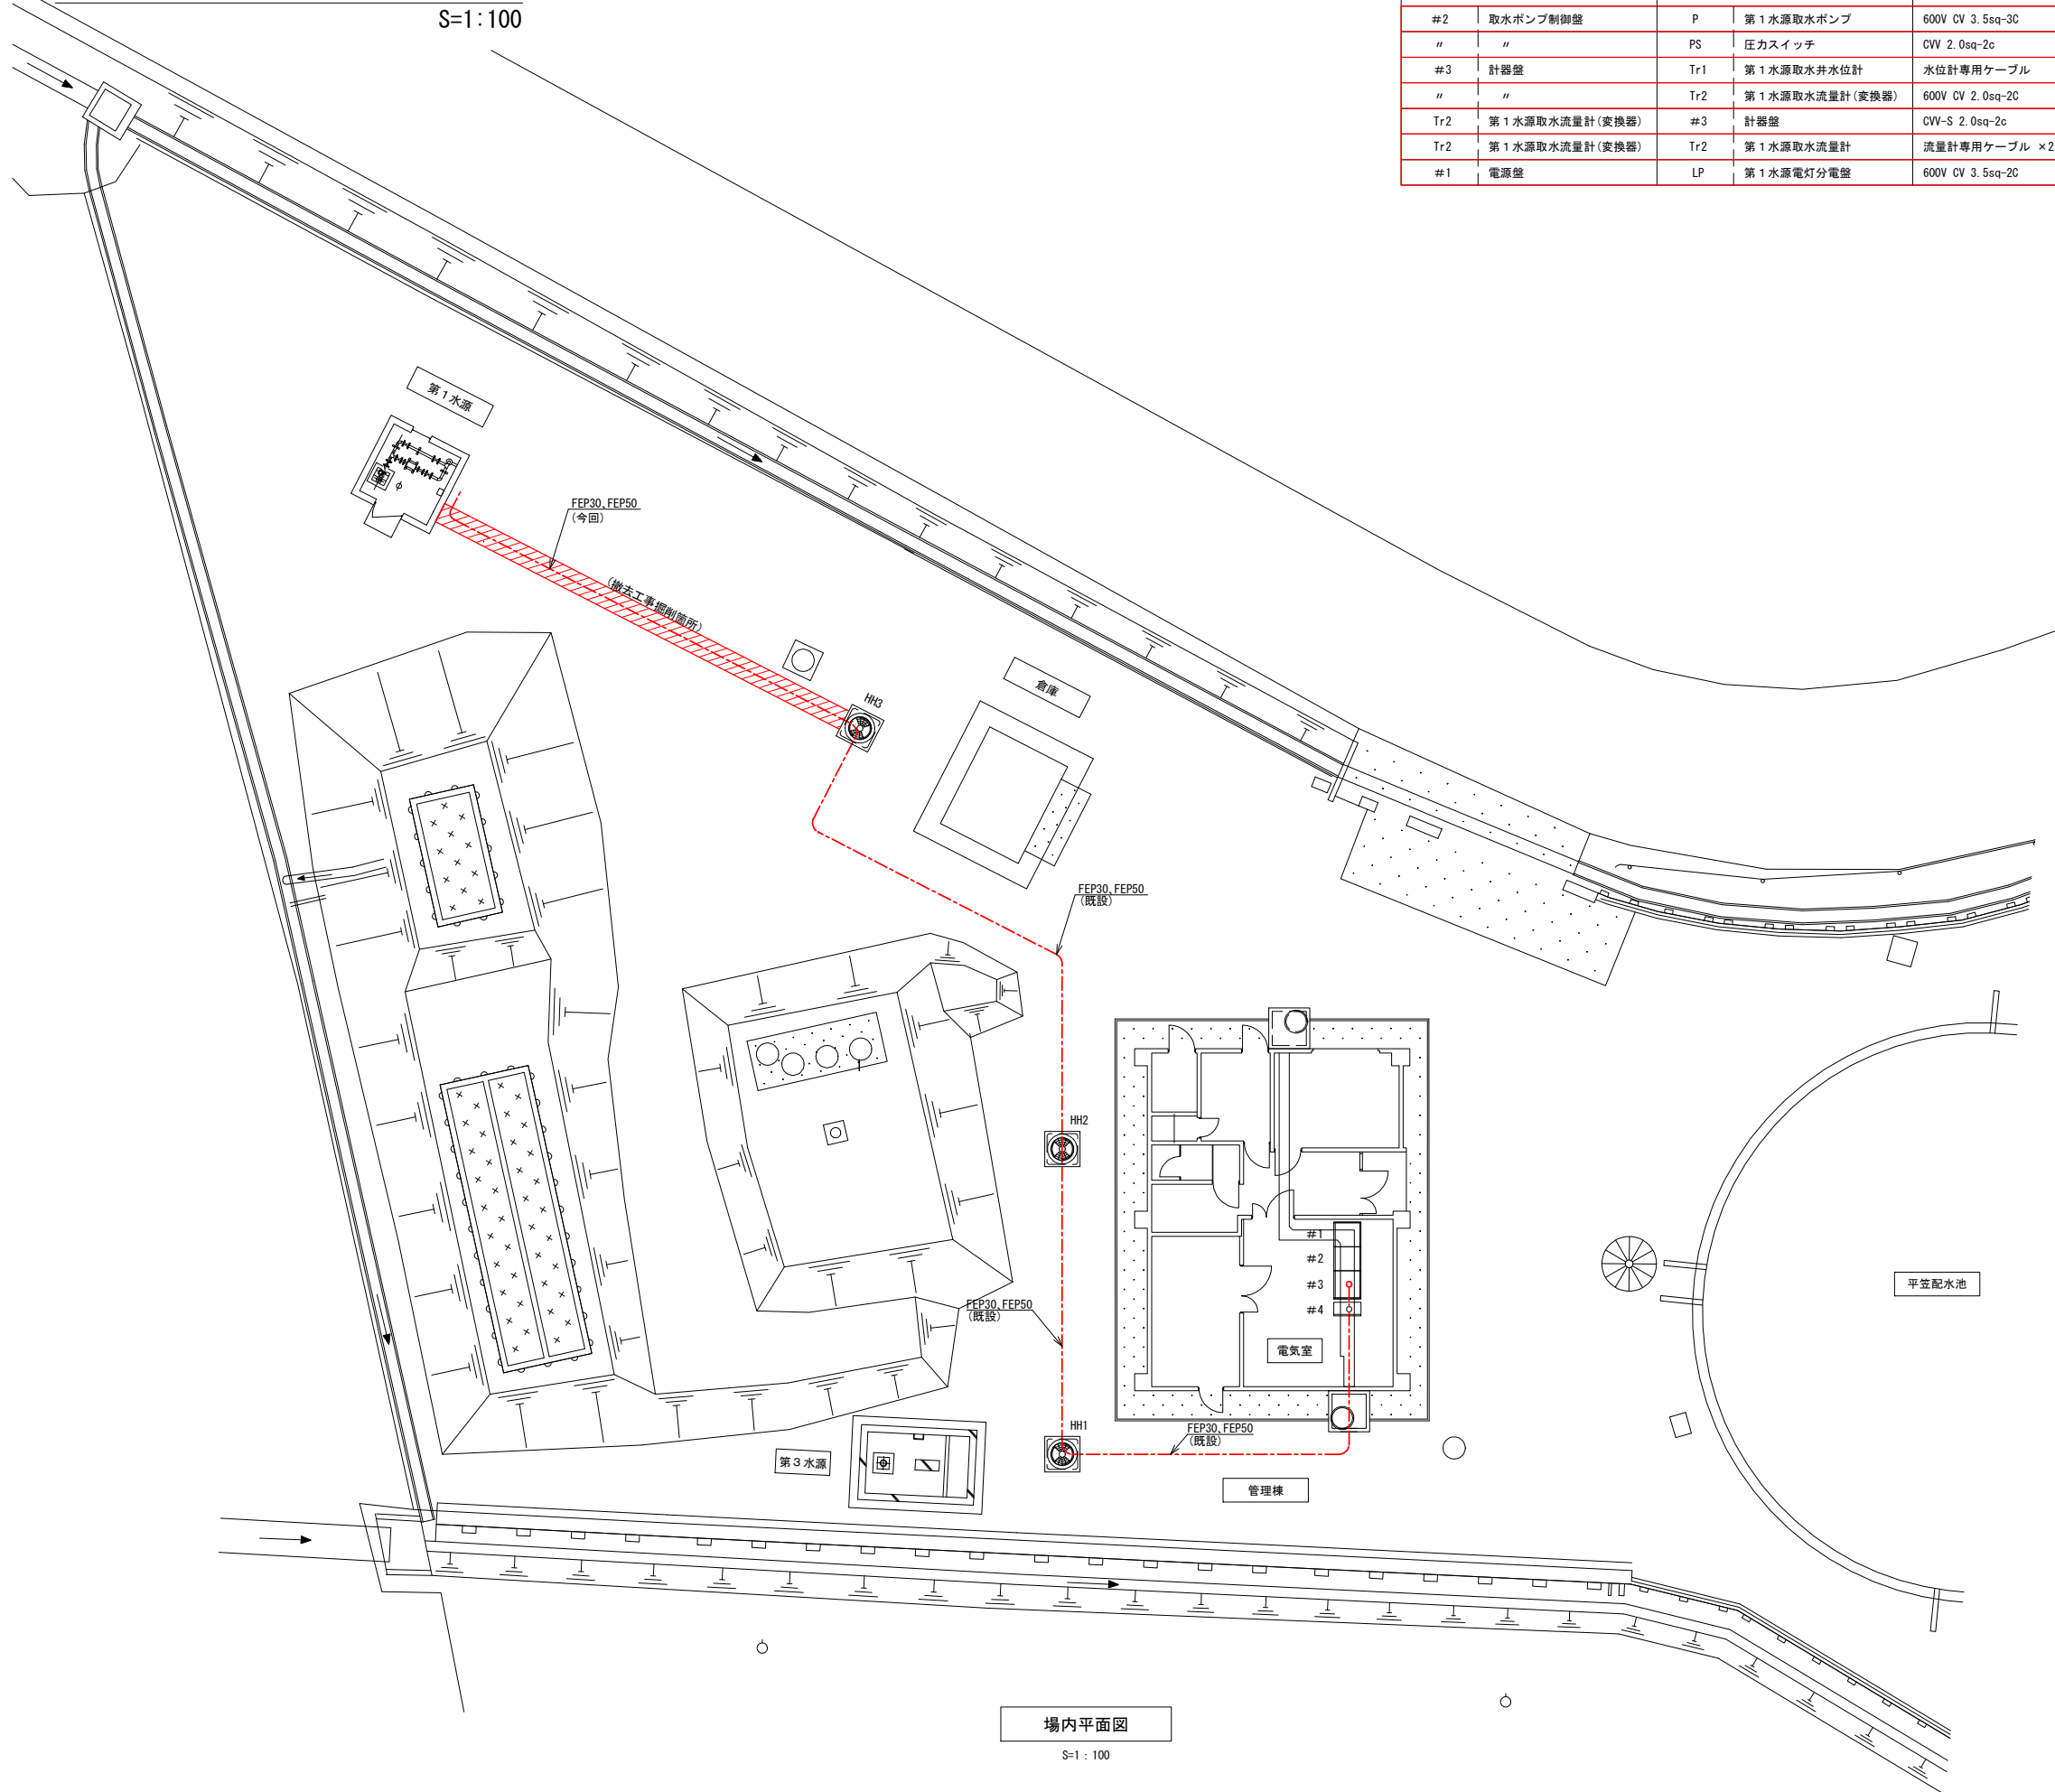 S=1:100
#2 取水ポンプ制御盤 P 第１水源取水ポンプ 600V CV 3.5sq-3C
〃 〃 PS 圧力スイッチ CVV 2.0sq-2c
#3 計器盤 Tr1 第１水源取水井水位計 水位計専用ケーブル
〃 〃 Tr2 第１水源取水流量計(変換器) 600V CV 2.0sq-2C
Tr2 第１水源取水流量計(変換器) #3 計器盤 CVV-S 2.0sq-2c
Tr2 第１水源取水流量計(変換器) Tr2 第１水源取水流量計 流量計専用ケーブル ×2
#1 電源盤 LP 第１水源電灯分電盤 600V CV 3.5sq-2C
第１水源
FEP30,FEP50
(今回)
(撤去工事掘削箇所)
HH3
倉庫
FEP30,FEP50
(既設)
HH2
#1
#2
#3
#4
平笠配水池
FEP30,FEP50
(既設)
電気室
HH1
FEP30,FEP50
(既設)
第３水源
管理棟
場内平面図
S=1 : 100